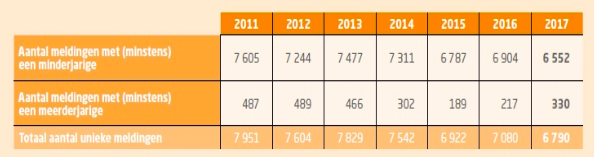 2011 2012 2013 2014 2015 2016 2017
Aantal meldingen met (minstens)
een minderjarige 7 605 7 244 7 477 7 311 6 787 6 904 6 552
Aantal meldingen met (minstens)
een meerderjarige 487 489 466 302 189 217 330
Totaal aantal unieke meldingen 7 951 7 604 7 829 7 542 6 922 7 080 6 790